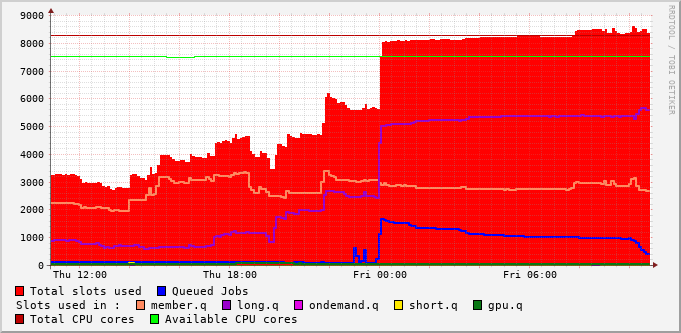 9000
8000
7000
6000
5000
4000
3000
2000
1000
0
Thu 12:00 Thu 18:00 Fri 00:00 Fri 06:00
RRDTOOL / TOBI OETIKER
Total slots used Queued Jobs
Slots used in : member.q long.q ondemand.q short.q gpu.q
Total CPU cores Available CPU cores